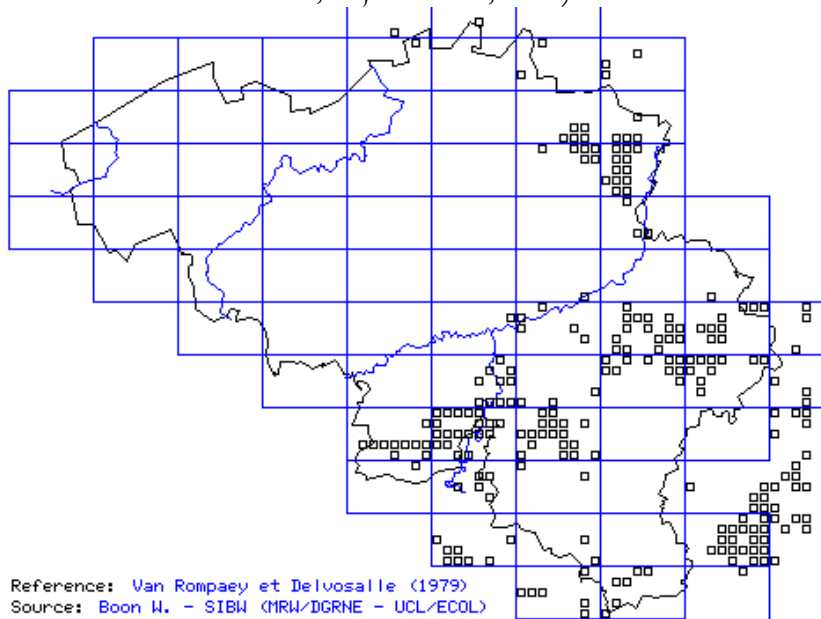 Reference: Van Rompaey et Delvosalle (1979)
Source: Boon W. - SIBW (MRW/DGRNE - UCL/ECOL)